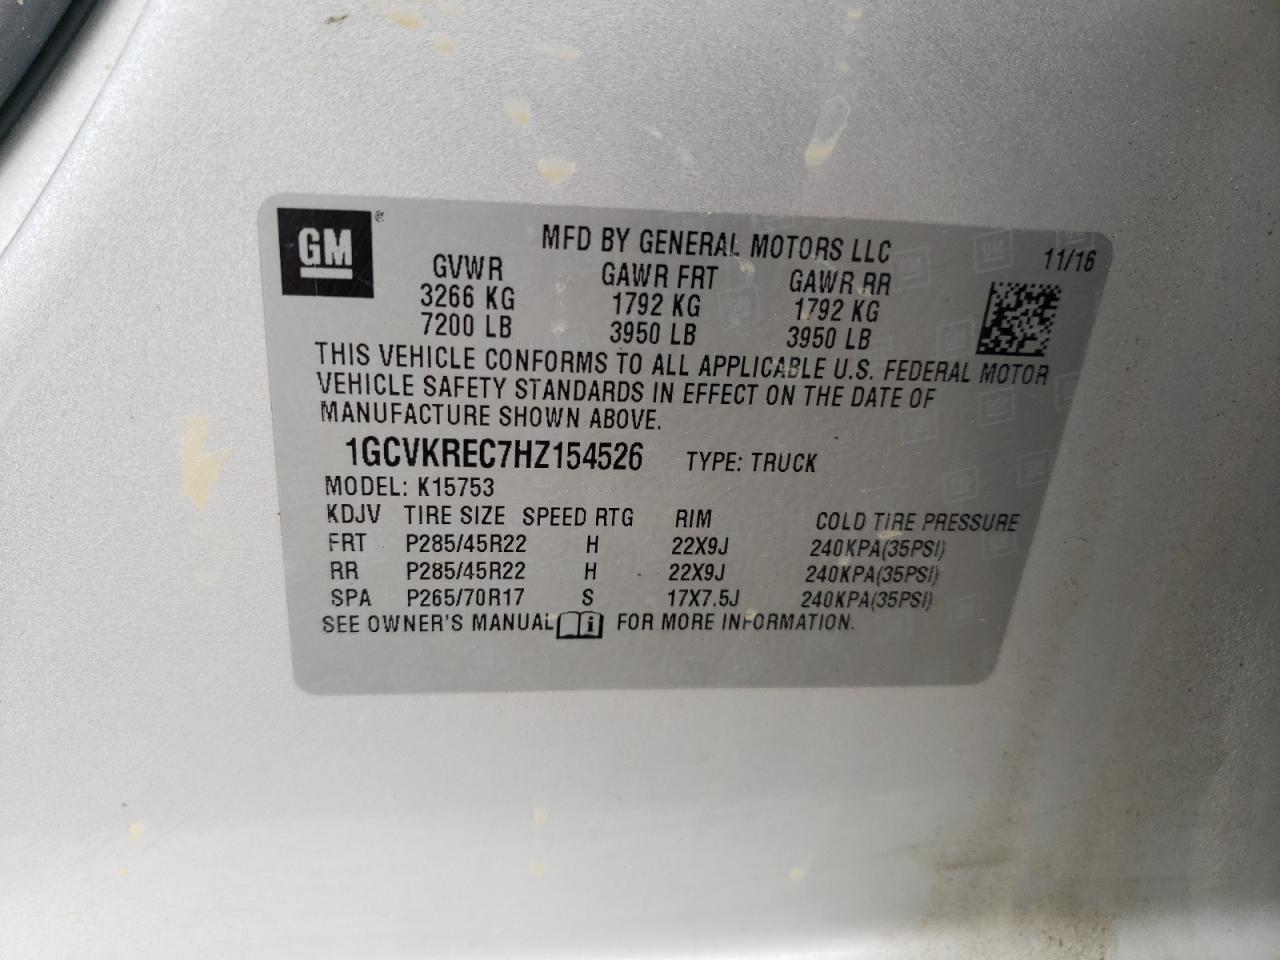 GM®
MFD BY GENERAL MOTORS LLC 11/16
GVWR GAWR FRT GAWR RR
3266 KG 1792 KG 1792 KG
7200 LB 3950 LB 3950 LB
THIS VEHICLE CONFORMS TO ALL APPLICABLE U.S. FEDERAL MOTOR
VEHICLE SAFETY STANDARDS IN EFFECT ON THE DATE OF
MANUFACTURE SHOWN ABOVE.
1GCVKREC7HZ154526 TYPE: TRUCK
MODEL: K15753
KDJV TIRE SIZE SPEED RTG RIM COLD TIRE PRESSURE
FRT P285/45R22 H 22X9J 240KPA(35PSI)
RR P285/45R22 H 22X9J 240KPA(35PSI)
SPA P265/70R17 S 17X7.5J 240KPA(35PSI)
SEE OWNER'S MANUAL i FOR MORE INFORMATION.